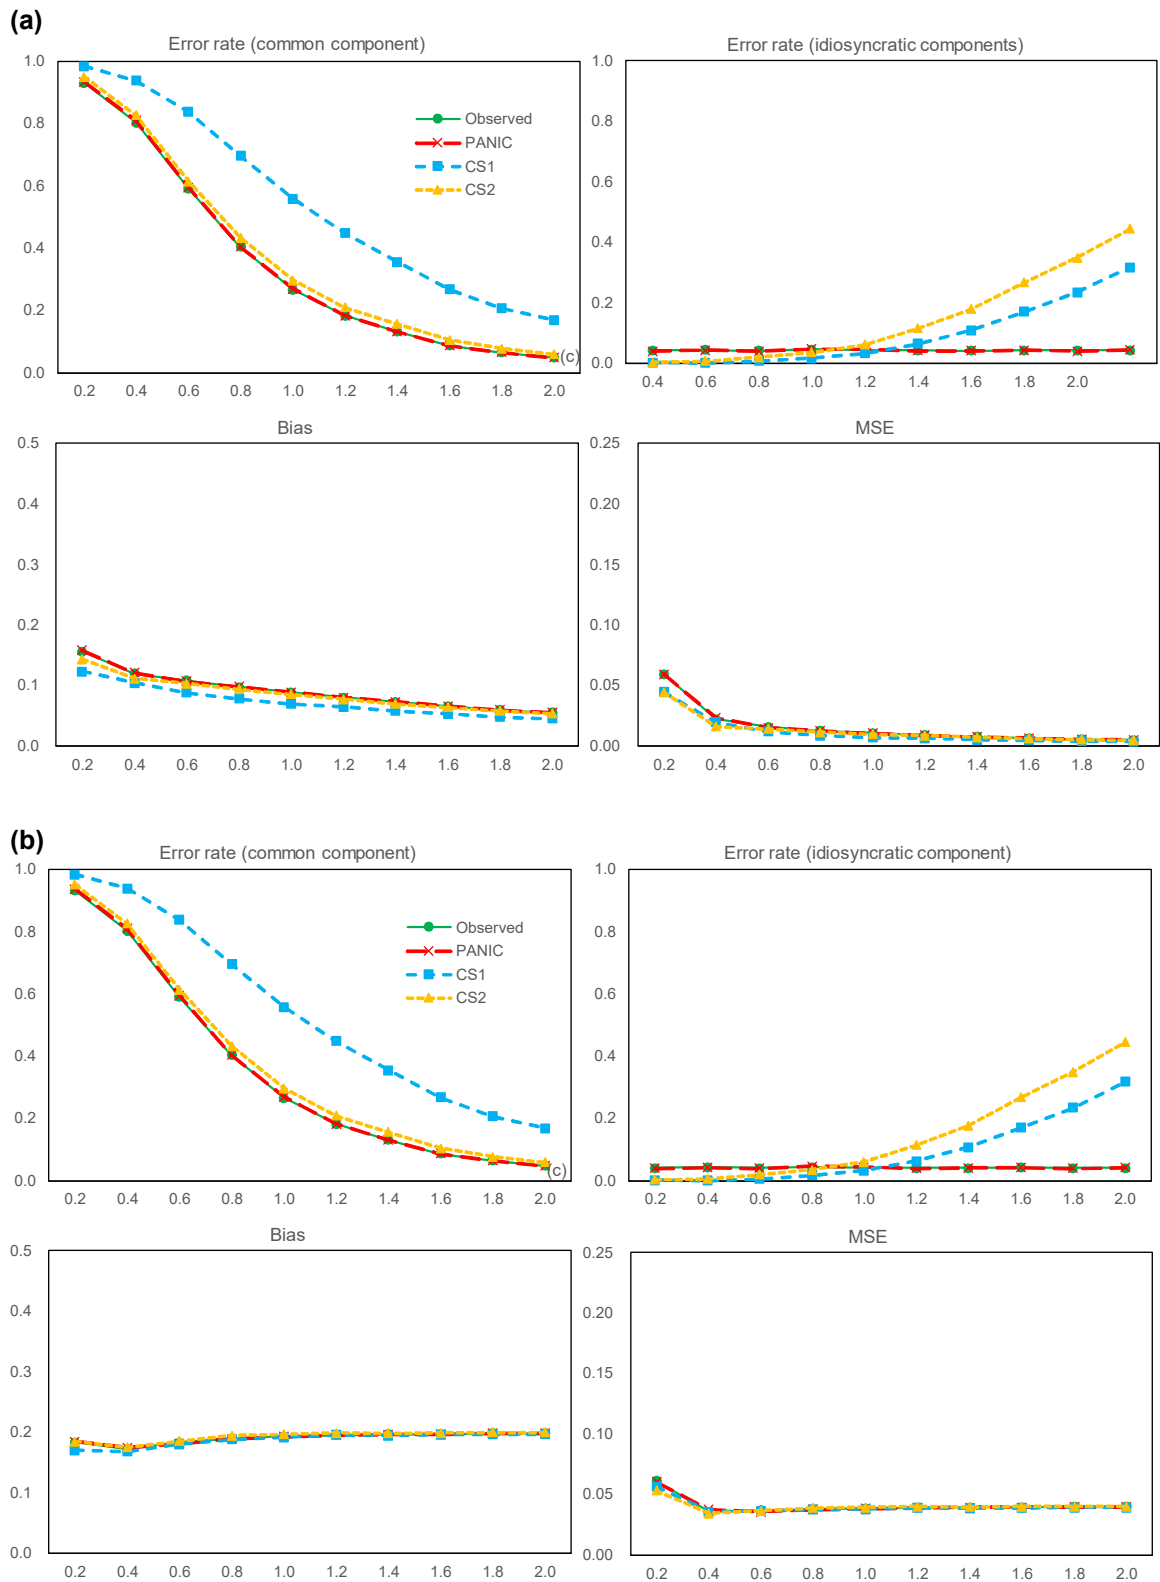 (a)
Error rate (common component)
1.0
0.8
0.6
0.4
0.2
0.0
Observed
PANIC
CS1
CS2
(c)
0.2 0.4 0.6 0.8 1.0 1.2 1.4 1.6 1.8 2.0
Error rate (idiosyncratic components)
1.0
0.8
0.6
0.4
0.2
0.0
0.4 0.6 0.8 1.0 1.2 1.4 1.6 1.8 2.0
Bias
0.5
0.4
0.3
0.2
0.1
0.0
0.2 0.4 0.6 0.8 1.0 1.2 1.4 1.6 1.8 2.0
MSE
0.25
0.20
0.15
0.10
0.05
0.00
0.2 0.4 0.6 0.8 1.0 1.2 1.4 1.6 1.8 2.0
(b)
Error rate (common component)
1.0
0.8
0.6
0.4
0.2
0.0
Observed
PANIC
CS1
CS2
(c)
0.2 0.4 0.6 0.8 1.0 1.2 1.4 1.6 1.8 2.0
Error rate (idiosyncratic component)
1.0
0.8
0.6
0.4
0.2
0.0
0.2 0.4 0.6 0.8 1.0 1.2 1.4 1.6 1.8 2.0
Bias
0.5
0.4
0.3
0.2
0.1
0.0
0.2 0.4 0.6 0.8 1.0 1.2 1.4 1.6 1.8 2.0
MSE
0.25
0.20
0.15
0.10
0.05
0.00
0.2 0.4 0.6 0.8 1.0 1.2 1.4 1.6 1.8 2.0